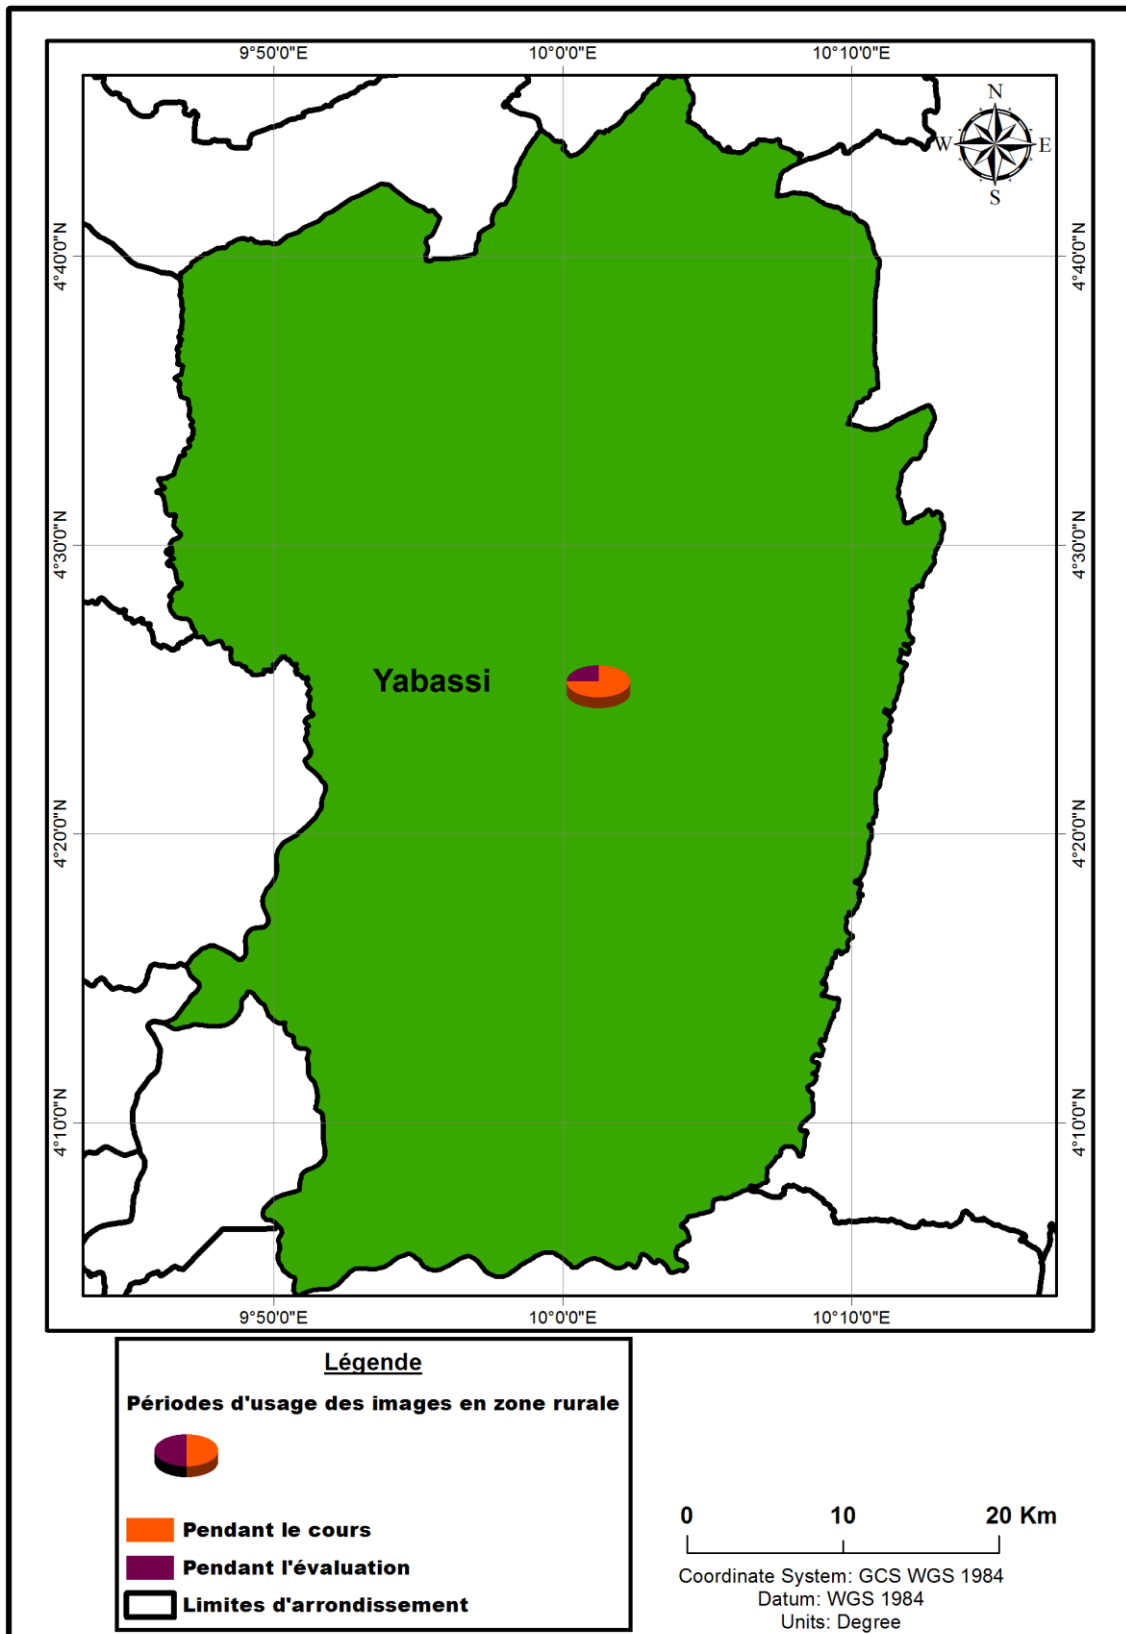 9°50'0"E 10°0'0"E 10°10'0"E
N
W E
S
4°40'0"N 4°40'0"N
4°30'0"N 4°30'0"N
Yabassi
4°20'0"N 4°20'0"N
4°10'0"N 4°10'0"N
9°50'0"E 10°0'0"E 10°10'0"E
Légende
Périodes d'usage des images en zone rurale
Pendant le cours
Pendant l'évaluation
Limites d'arrondissement
0 10 20 Km
Coordinate System: GCS WGS 1984
Datum: WGS 1984
Units: Degree